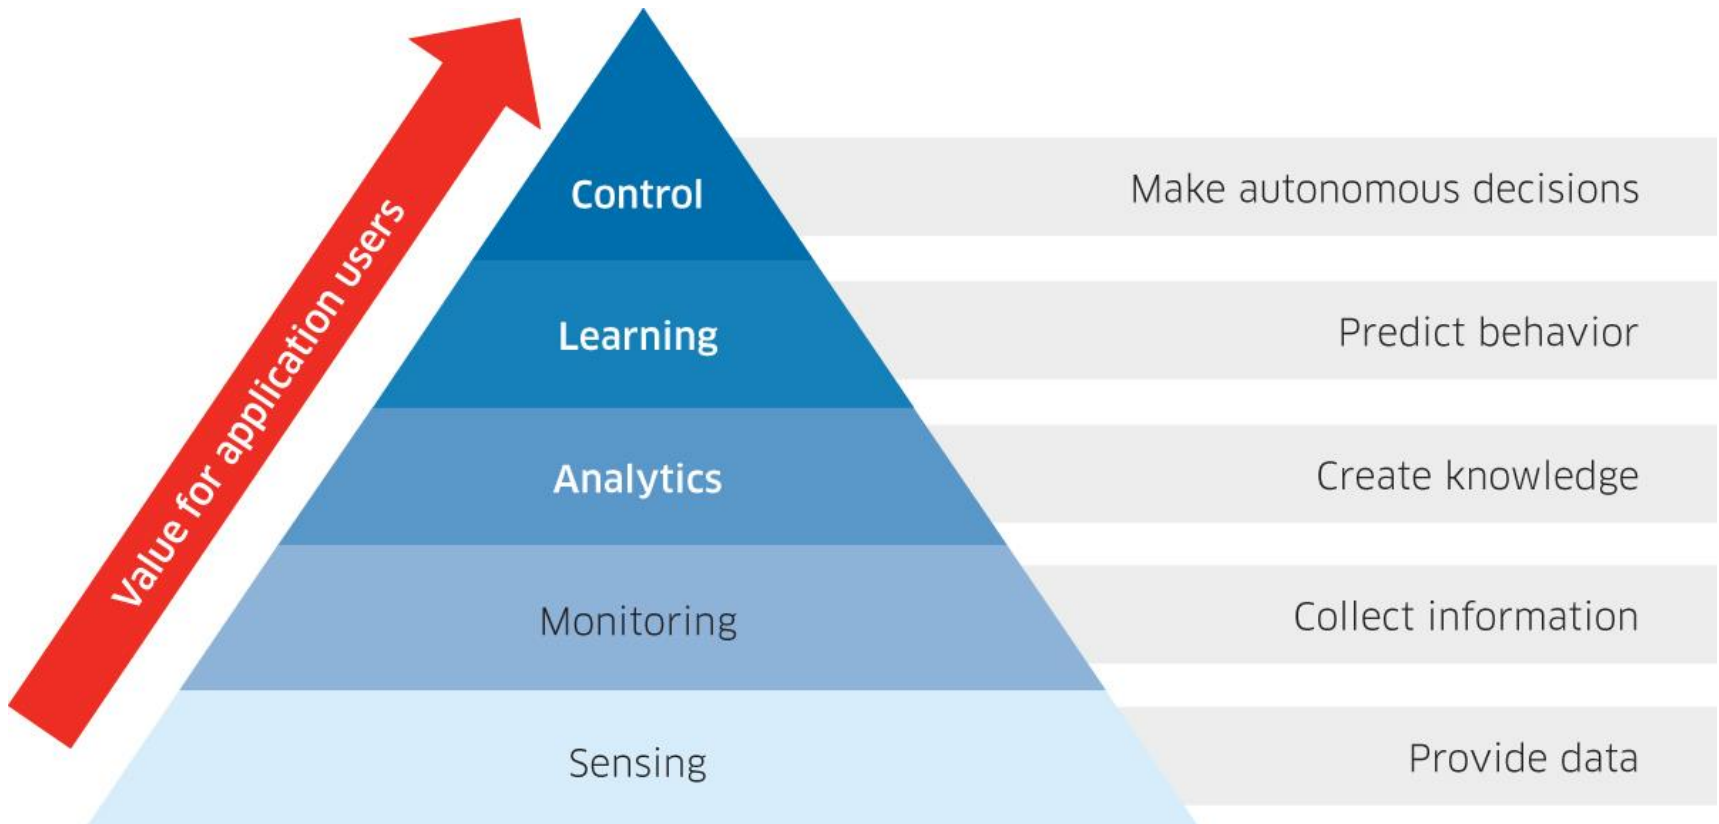 Value for application users
Control
Make autonomous decisions
Learning
Predict behavior
Analytics
Create knowledge
Monitoring
Collect information
Sensing
Provide data